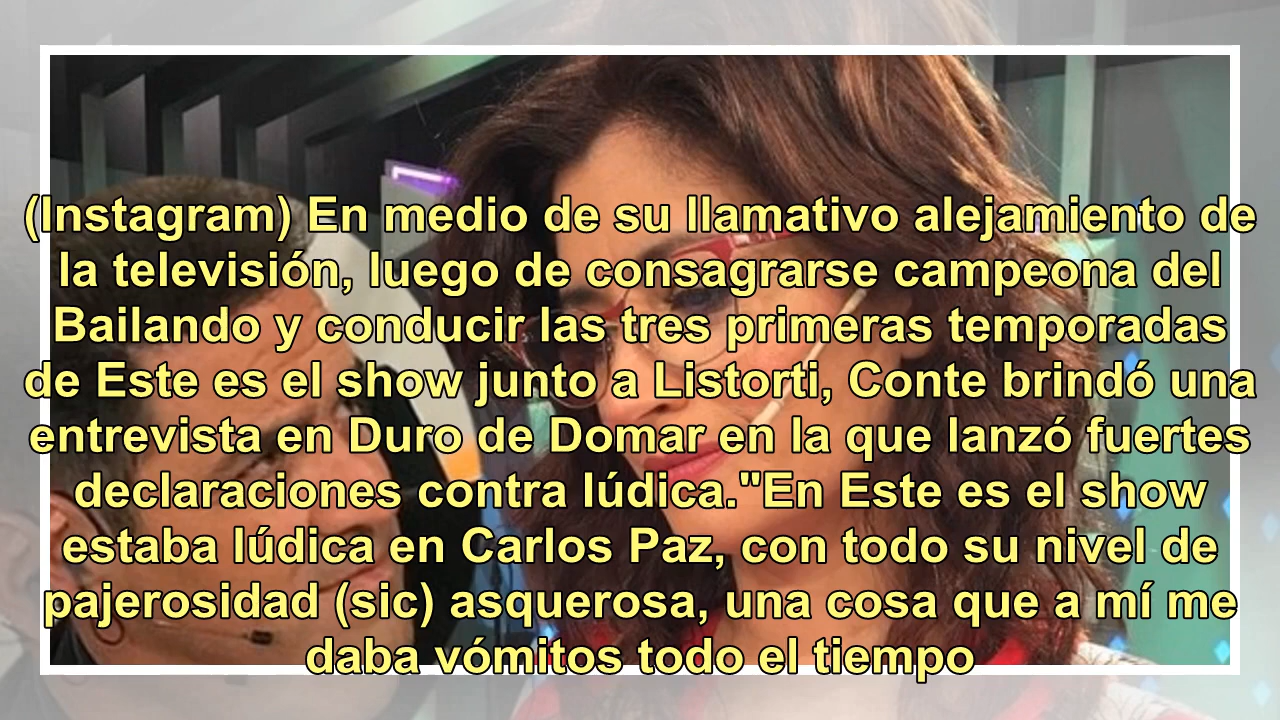 (Instagram) En medio de su llamativo alejamiento de
la televisión, luego de consagrarse campeona del
Bailando y conducir las tres primeras temporadas
de Este es el show junto a Listorti, Conte brindó una
entrevista en Duro de Domar en la que lanzó fuertes
declaraciones contra lúdica."En Este es el show
estaba lúdica en Carlos Paz, con todo su nivel de
pajerosidad (sic) asquerosa, una cosa que a mí me
daba vómitos todo el tiempo